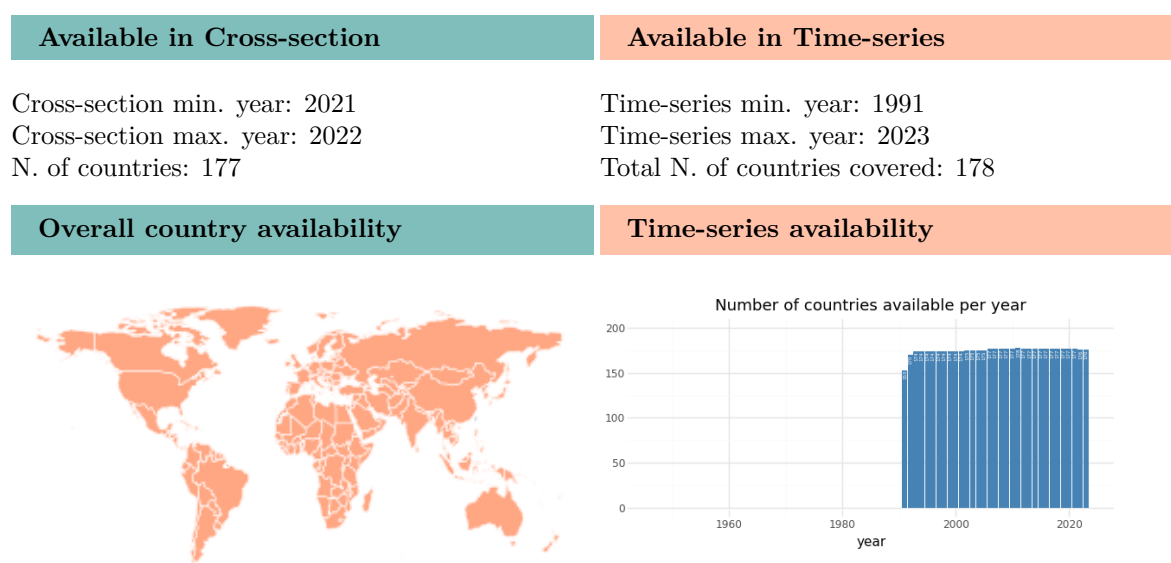 Available in Cross-section
Available in Time-series
Cross-section min. year: 2021
Cross-section max. year: 2022
N. of countries: 177
Time-series min. year: 1991
Time-series max. year: 2023
Total N. of countries covered: 178
Overall country availability
Time-series availability
Number of countries available per year
200
150
100
50
0
1960 1980 2000 2020
year